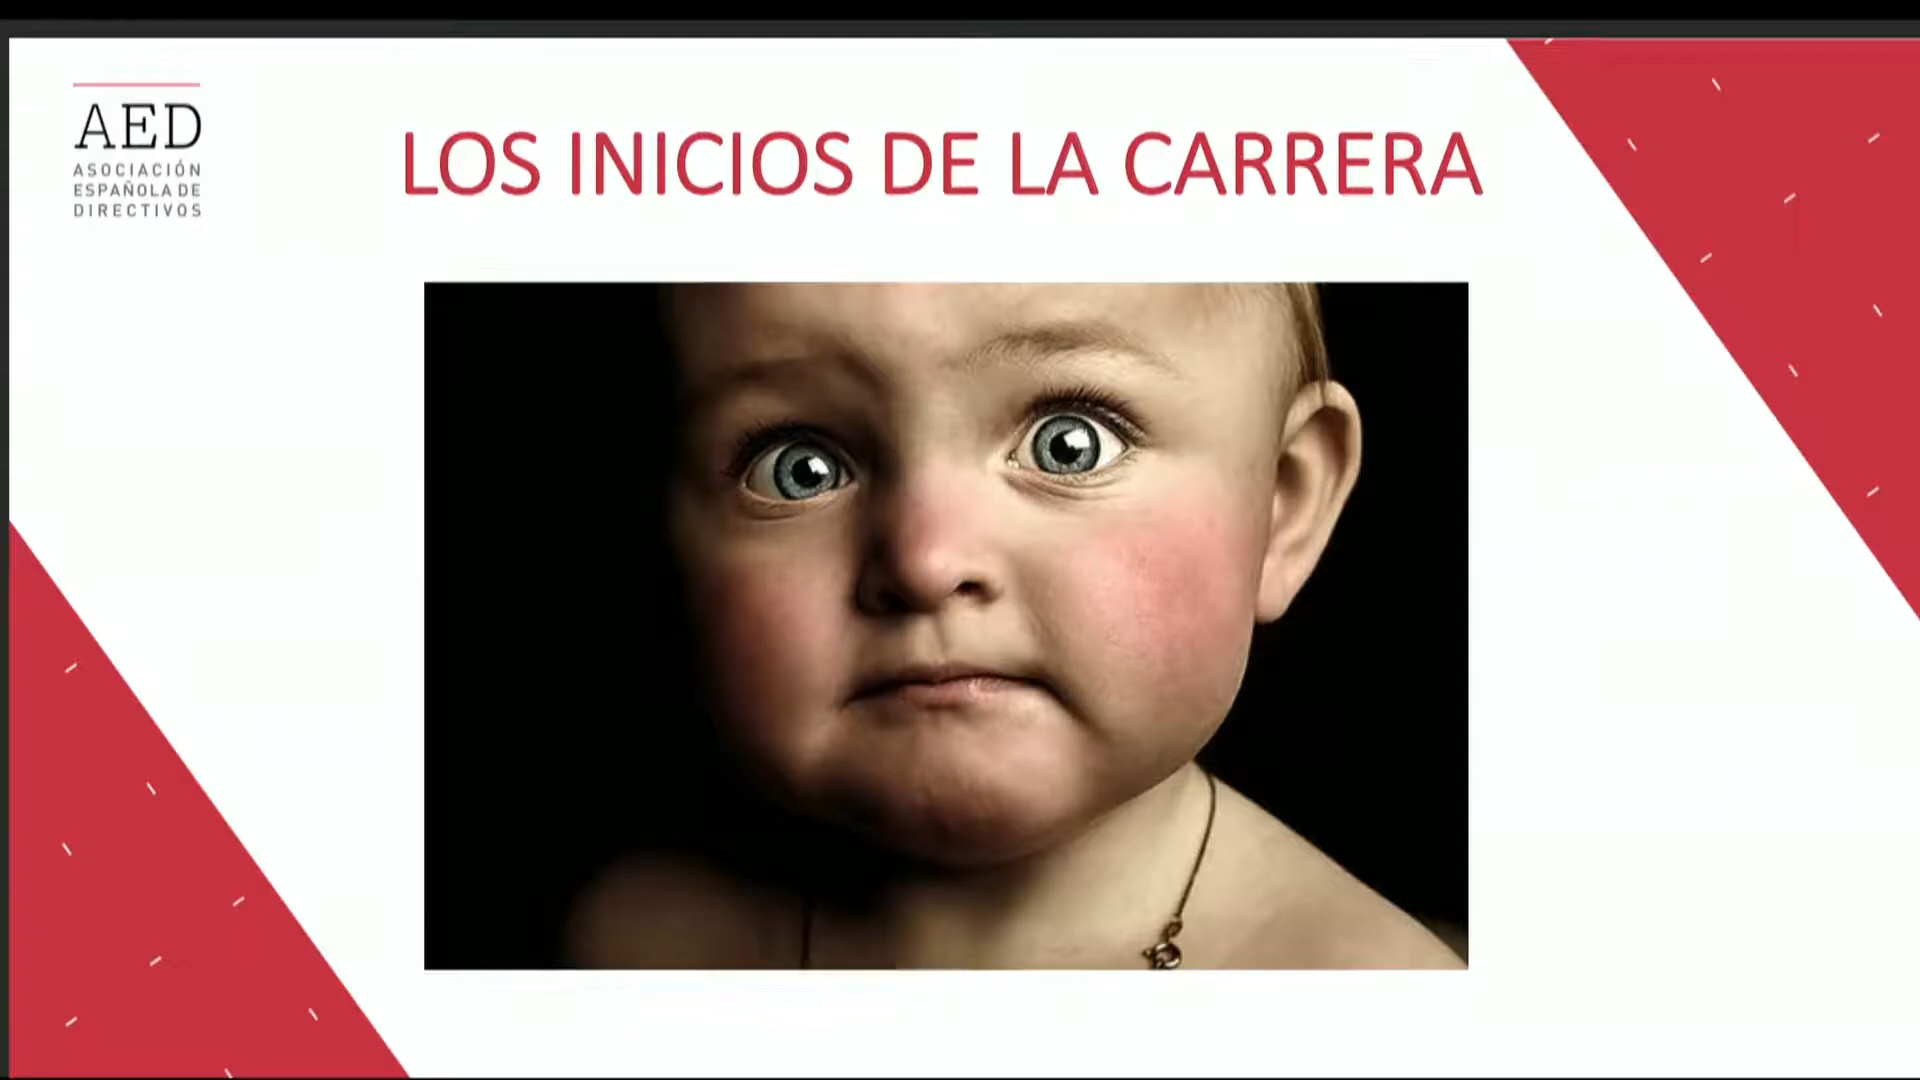 AED
ASOCIACIÓN
ESPAÑOLA DE
DIRECTIVOS
LOS INICIOS DE LA CARRERA